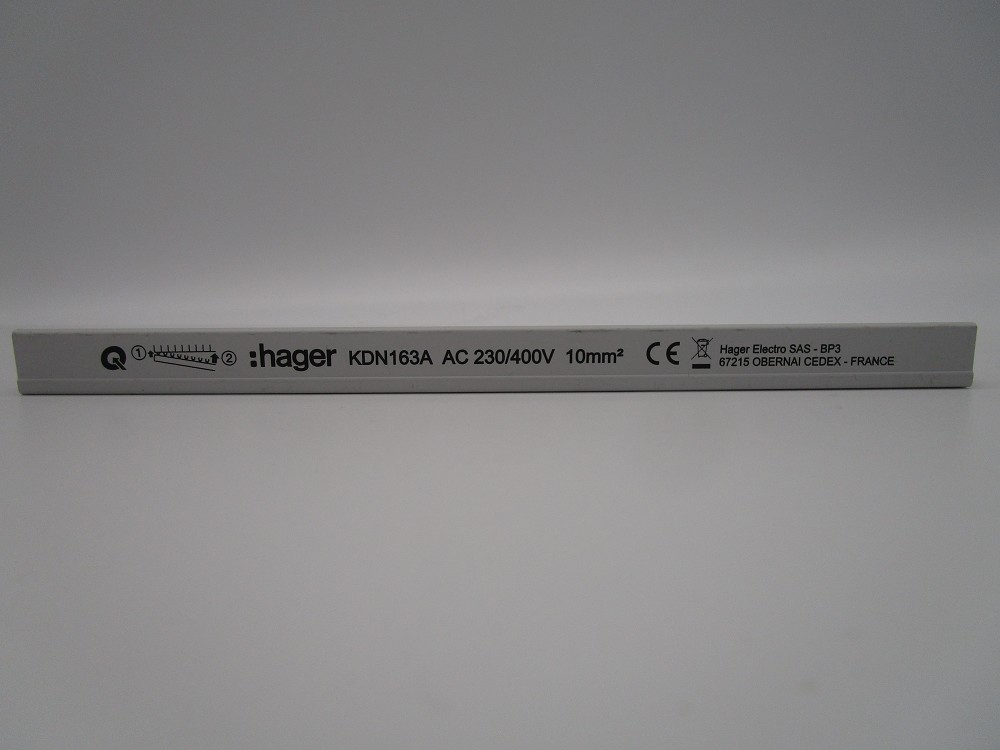 Q ① ② :hager KDN163A AC 230/400V 10mm² CE Hager Electro SAS - BP3
67215 OBERNAI CEDEX - FRANCE